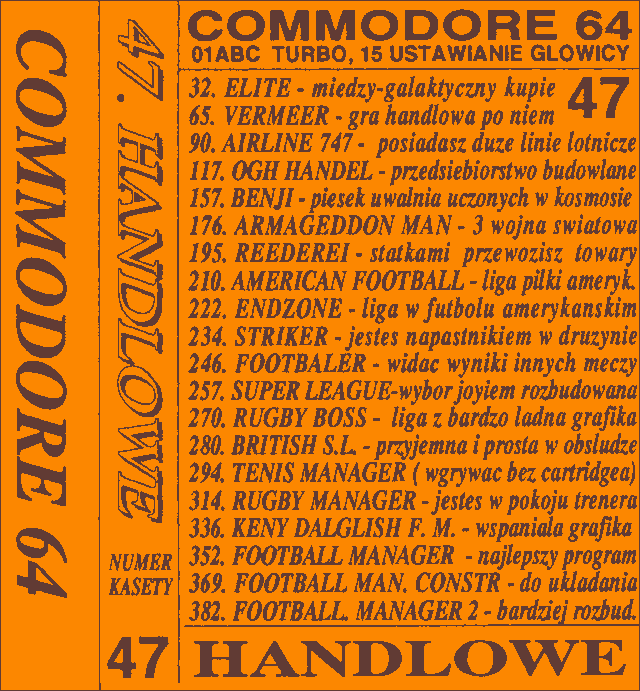 COMMODORE 64
47. HANDLOWE
NUMER
KASETY
47
COMMODORE 64
01ABC TURBO, 15 USTAWIANIE GLOWICY
47
32. ELITE - miedzy-galaktyczny kupie
65. VERMEER - gra handlowa po niem
90. AIRLINE 747 - posiadasz duze linie lotnicze
117. OGH HANDEL - przedsiebiorstwo budowlane
157. BENJI - piesek uwalnia uczonych w kosmosie
176. ARMAGEDDON MAN - 3 wojna swiatowa
195. REEDEREI - statkami przewozisz towary
210. AMERICAN FOOTBALL - liga pilki ameryk.
222. ENDZONE - liga w futbolu amerykanskim
234. STRIKER - jestes napastnikiem w druzynie
246. FOOTBALER - widac wyniki innych meczy
257. SUPER LEAGUE-wybor joyiem rozbudowana
270. RUGBY BOSS - liga z bardzo ladna grafika
280. BRITISH S.L. - przyjemna i prosta w obsludze
294. TENIS MANAGER ( wgrywac bez cartridgea)
314. RUGBY MANAGER - jestes w pokoju trenera
336. KENY DALGLISH F. M. - wspaniala grafika
352. FOOTBALL MANAGER - najlepszy program
369. FOOTBALL MAN. CONSTR - do ukladania
382. FOOTBALL. MANAGER 2 - bardziej rozbud.
HANDLOWE